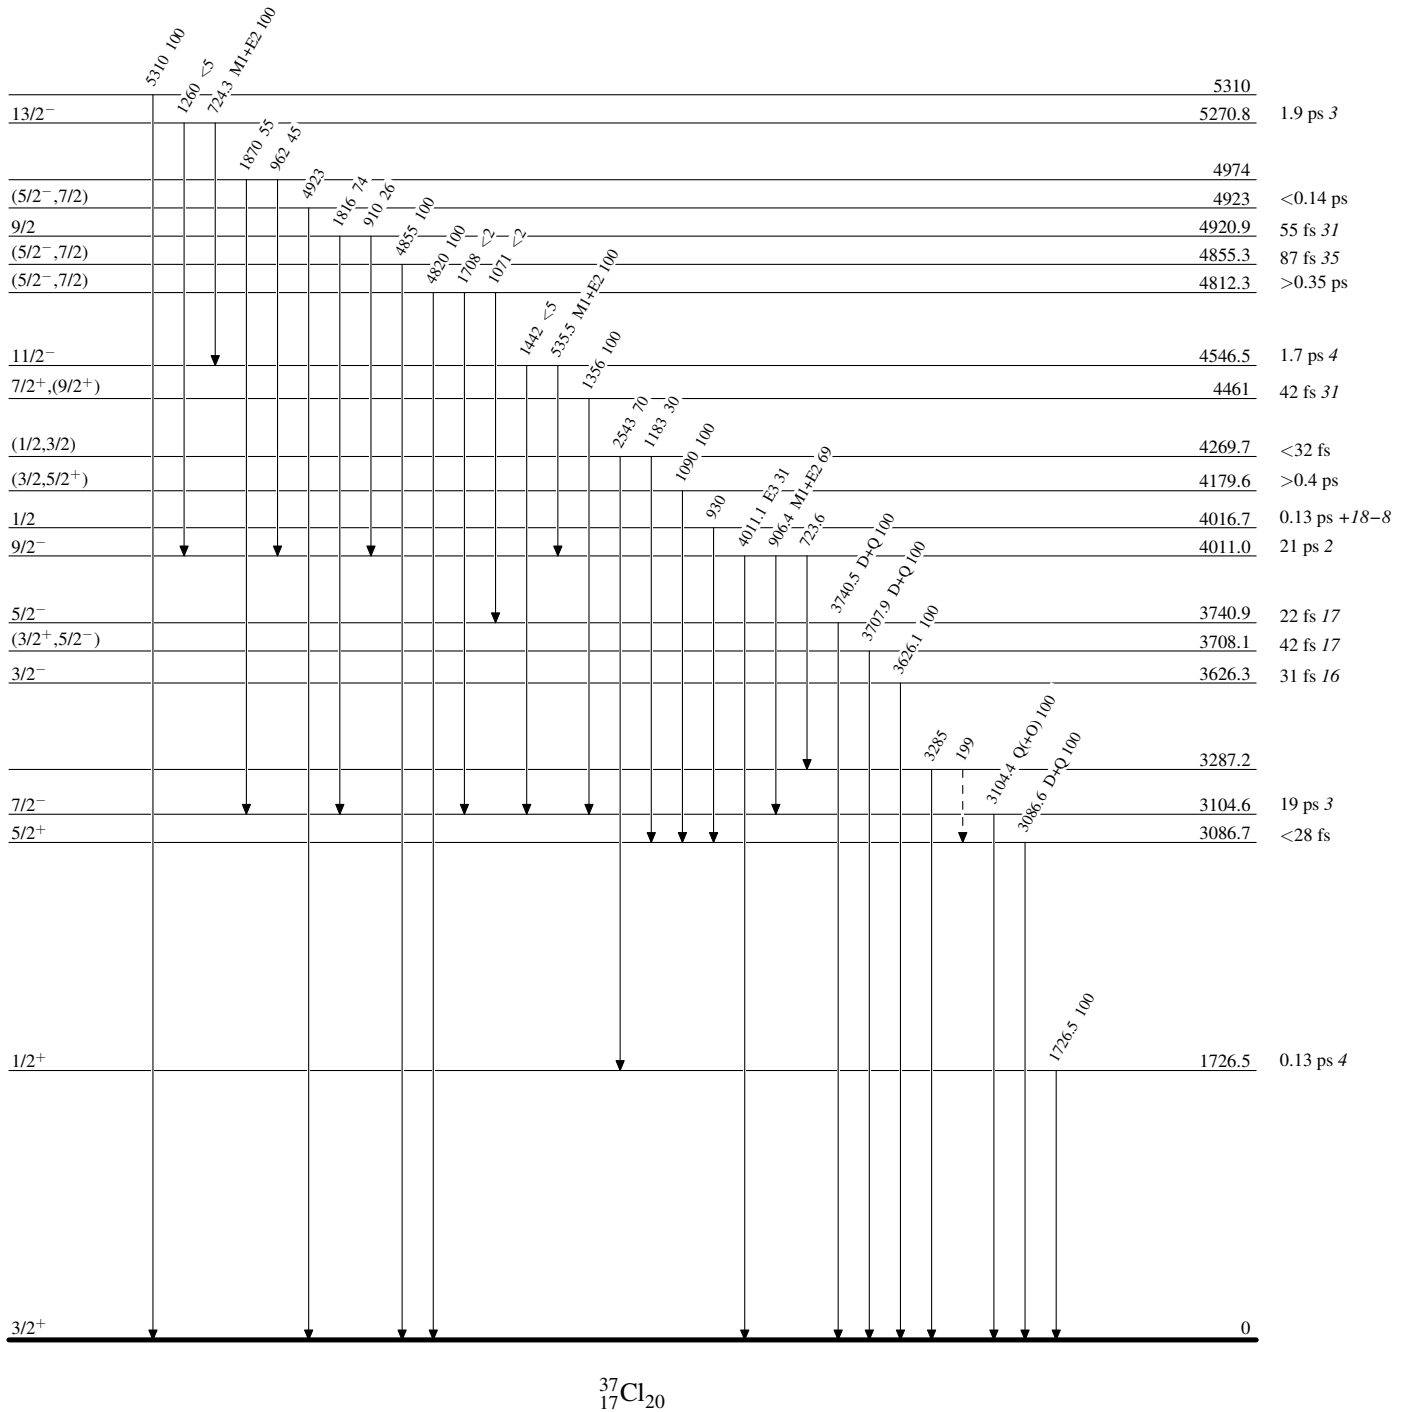 5310 100
1260 <5
724.3 M1+E2 100
1870 55
962 45
4923
1816 74
910 26
4855 100
4820 100
1708 <2
1071 <2
1442 <5
535.5 M1+E2 100
1356 100
2543 70
1183 30
1090 100
930
4011.1 E3 31
906.4 M1+E2 69
723.6
3740.5 D+Q 100
3707.9 D+Q 100
3626.1 100
3285
199
3104.4 Q(+O) 100
3086.6 D+Q 100
1726.5 100
5310
13/2⁻ 5270.8 1.9 ps 3
4974
(5/2⁻,7/2) 4923 <0.14 ps
9/2 4920.9 55 fs 31
(5/2⁻,7/2) 4855.3 87 fs 35
(5/2⁻,7/2) 4812.3 >0.35 ps
11/2⁻ 4546.5 1.7 ps 4
7/2⁺,(9/2⁺) 4461 42 fs 31
(1/2,3/2) 4269.7 <32 fs
(3/2,5/2⁺) 4179.6 >0.4 ps
1/2 4016.7 0.13 ps +18−8
9/2⁻ 4011.0 21 ps 2
5/2⁻ 3740.9 22 fs 17
(3/2⁺,5/2⁻) 3708.1 42 fs 17
3/2⁻ 3626.3 31 fs 16
3287.2
7/2⁻ 3104.6 19 ps 3
5/2⁺ 3086.7 <28 fs
1/2⁺ 1726.5 0.13 ps 4
3/2⁺ 0
³⁷₁₇Cl₂₀